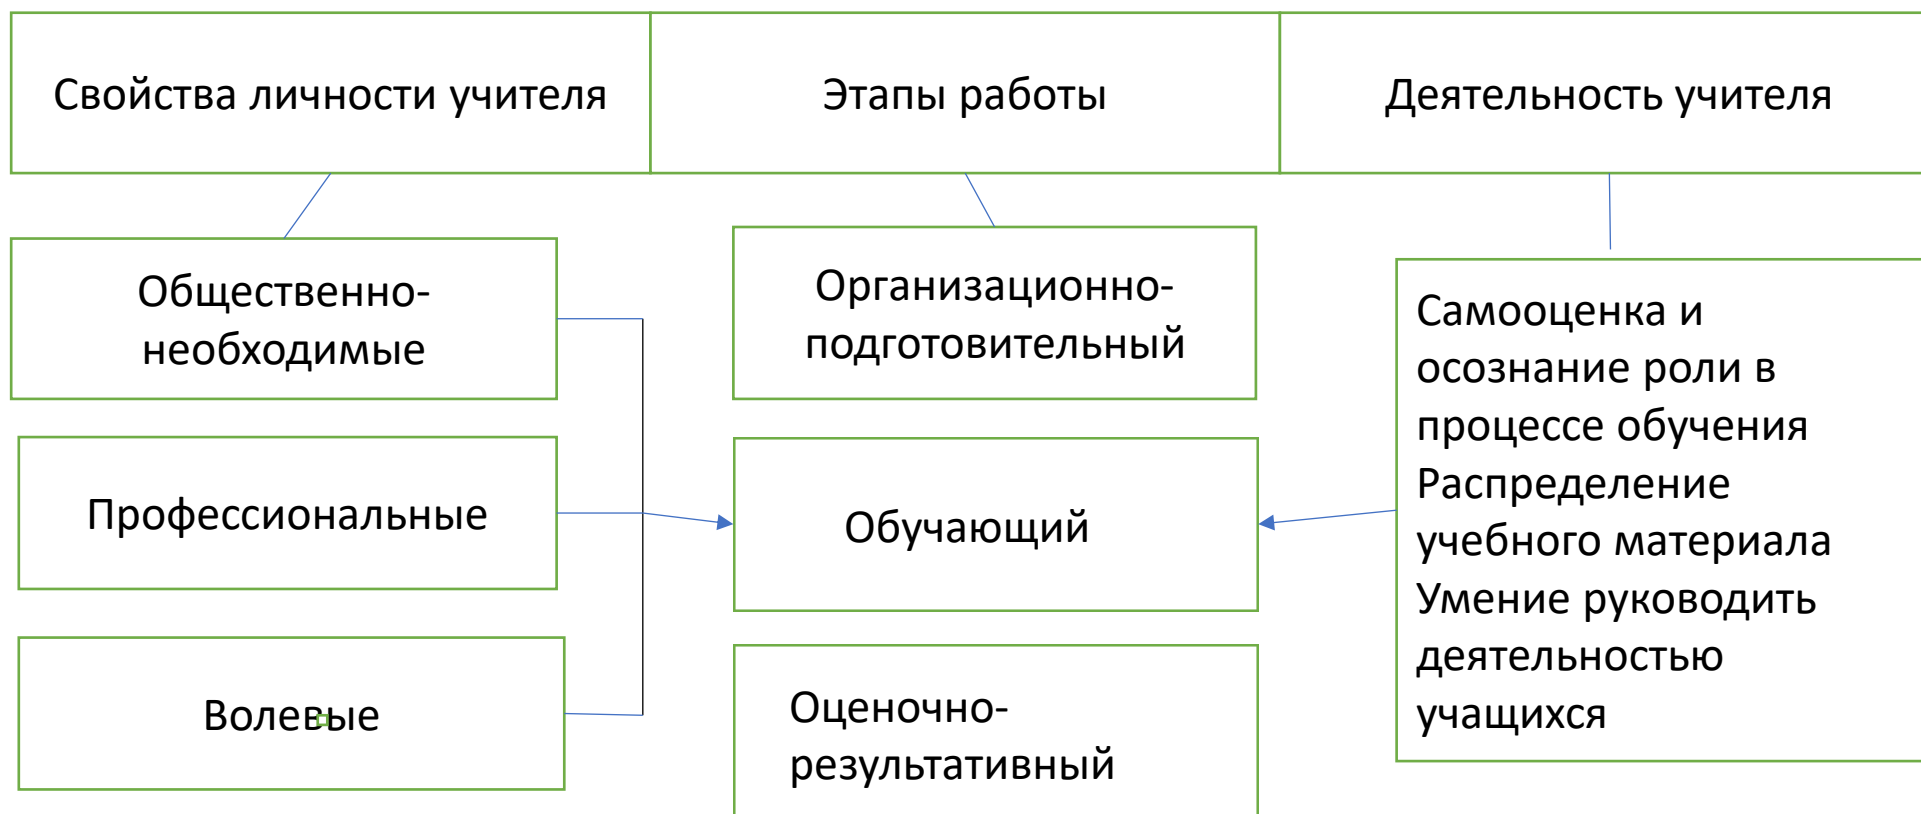 Свойства личности учителя
Этапы работы
Деятельность учителя
Общественно-
необходимые
Профессиональные
Волевые
Организационно-
подготовительный
Обучающий
Оценочно-
результативный
Самооценка и
осознание роли в
процессе обучения
Распределение
учебного материала
Умение руководить
деятельностью
учащихся